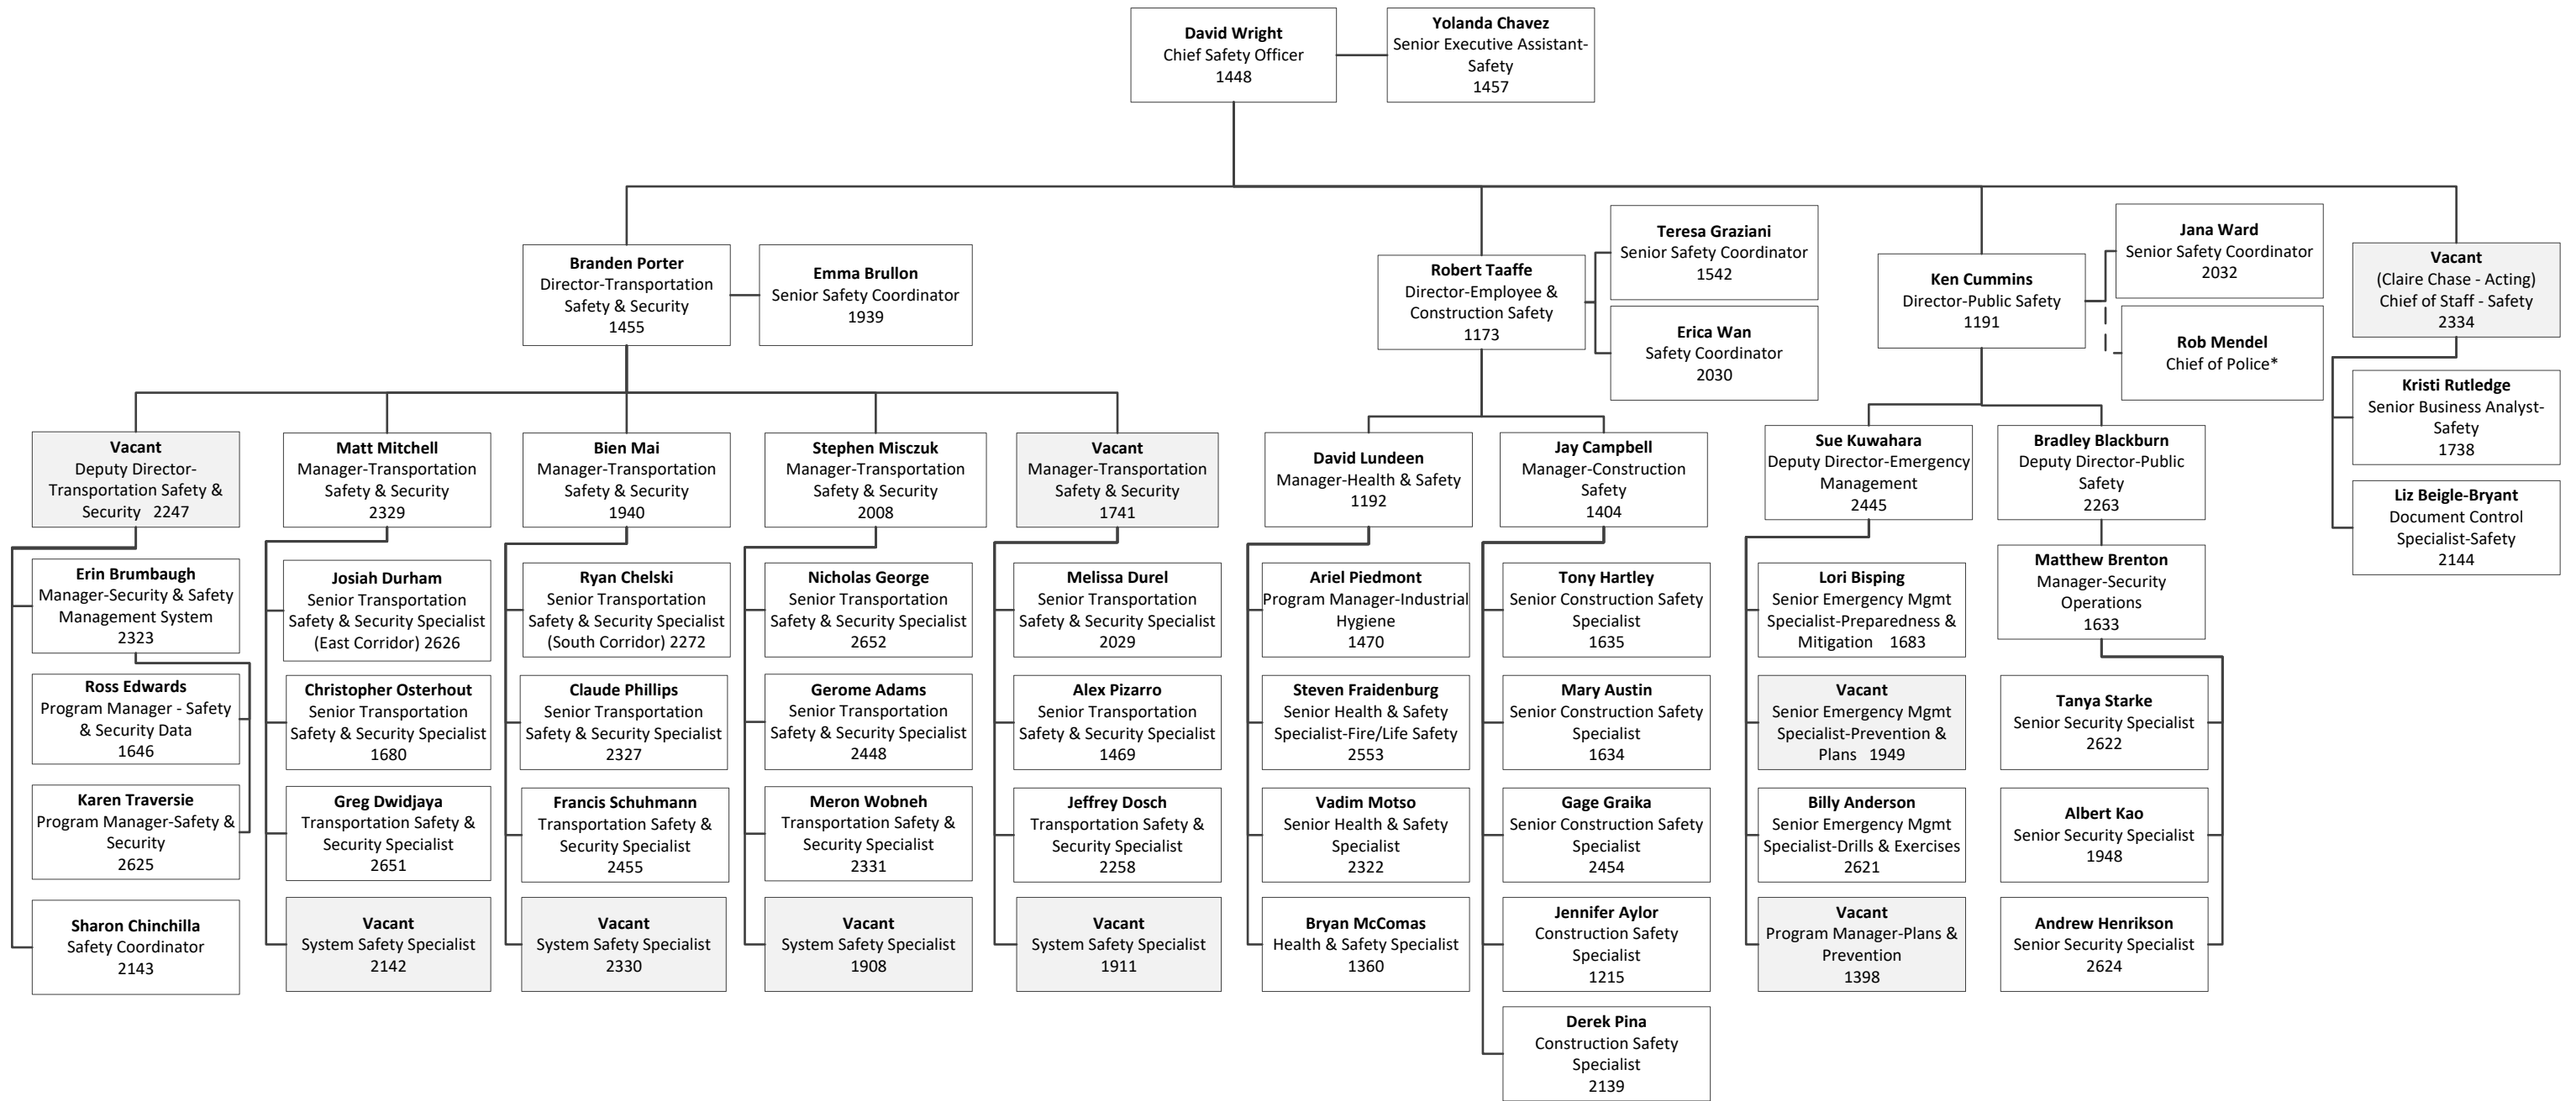 David Wright
Chief Safety Officer
1448
Yolanda Chavez
Senior Executive Assistant-
Safety
1457
Branden Porter
Director-Transportation
Safety & Security
1455
Emma Brullon
Senior Safety Coordinator
1939
Robert Taaffe
Director-Employee &
Construction Safety
1173
Teresa Graziani
Senior Safety Coordinator
1542
Erica Wan
Safety Coordinator
2030
Ken Cummins
Director-Public Safety
1191
Jana Ward
Senior Safety Coordinator
2032
Rob Mendel
Chief of Police*
Vacant
(Claire Chase - Acting)
Chief of Staff - Safety
2334
Kristi Rutledge
Senior Business Analyst-
Safety
1738
Liz Beigle-Bryant
Document Control
Specialist-Safety
2144
Vacant
Deputy Director-
Transportation Safety &
Security 2247
Erin Brumbaugh
Manager-Security & Safety
Management System
2323
Ross Edwards
Program Manager - Safety
& Security Data
1646
Karen Traversie
Program Manager-Safety &
Security
2625
Sharon Chinchilla
Safety Coordinator
2143
Matt Mitchell
Manager-Transportation
Safety & Security
2329
Josiah Durham
Senior Transportation
Safety & Security Specialist
(East Corridor) 2626
Christopher Osterhout
Senior Transportation
Safety & Security Specialist
1680
Greg Dwidjaya
Transportation Safety &
Security Specialist
2651
Vacant
System Safety Specialist
2142
Bien Mai
Manager-Transportation
Safety & Security
1940
Ryan Chelski
Senior Transportation
Safety & Security Specialist
(South Corridor) 2272
Claude Phillips
Senior Transportation
Safety & Security Specialist
2327
Francis Schuhmann
Transportation Safety &
Security Specialist
2455
Vacant
System Safety Specialist
2330
Stephen Misczuk
Manager-Transportation
Safety & Security
2008
Nicholas George
Senior Transportation
Safety & Security Specialist
2652
Gerome Adams
Senior Transportation
Safety & Security Specialist
2448
Meron Wobneh
Transportation Safety &
Security Specialist
2331
Vacant
System Safety Specialist
1908
Vacant
Manager-Transportation
Safety & Security
1741
Melissa Durel
Senior Transportation
Safety & Security Specialist
2029
Alex Pizarro
Senior Transportation
Safety & Security Specialist
1469
Jeffrey Dosch
Transportation Safety &
Security Specialist
2258
Vacant
System Safety Specialist
1911
David Lundeen
Manager-Health & Safety
1192
Ariel Piedmont
Program Manager-Industrial
Hygiene
1470
Steven Fraidenburg
Senior Health & Safety
Specialist-Fire/Life Safety
2553
Vadim Motso
Senior Health & Safety
Specialist
2322
Bryan McComas
Health & Safety Specialist
1360
Jay Campbell
Manager-Construction
Safety
1404
Tony Hartley
Senior Construction Safety
Specialist
1635
Mary Austin
Senior Construction Safety
Specialist
1634
Gage Graika
Senior Construction Safety
Specialist
2454
Jennifer Aylor
Construction Safety
Specialist
1215
Derek Pina
Construction Safety
Specialist
2139
Sue Kuwahara
Deputy Director-Emergency
Management
2445
Lori Bisping
Senior Emergency Mgmt
Specialist-Preparedness &
Mitigation 1683
Vacant
Senior Emergency Mgmt
Specialist-Prevention &
Plans 1949
Billy Anderson
Senior Emergency Mgmt
Specialist-Drills & Exercises
2621
Vacant
Program Manager-Plans &
Prevention
1398
Bradley Blackburn
Deputy Director-Public
Safety
2263
Matthew Brenton
Manager-Security
Operations
1633
Tanya Starke
Senior Security Specialist
2622
Albert Kao
Senior Security Specialist
1948
Andrew Henrikson
Senior Security Specialist
2624